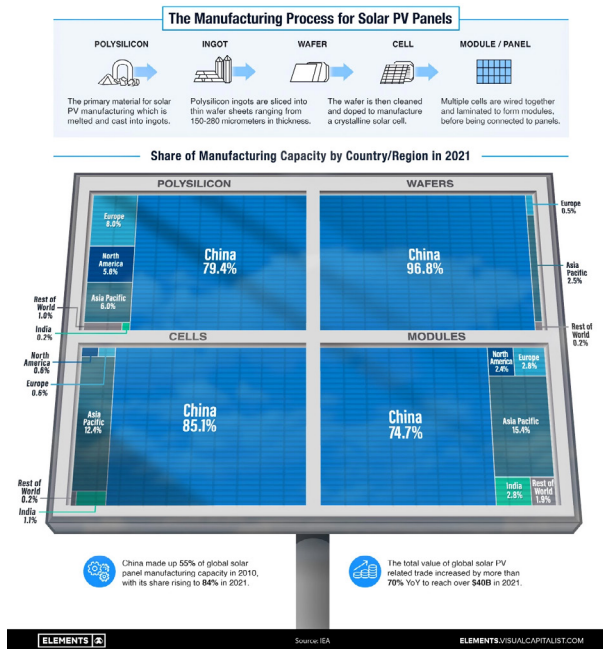 The Manufacturing Process for Solar PV Panels
POLYSILICON
INGOT
WAFER
CELL
MODULE / PANEL
The primary material for solar
PV manufacturing which is
melted and cast into ingots.
Polysilicon ingots are sliced into
thin wafer sheets ranging from
150-280 micrometers in thickness.
The wafer is then cleaned
and doped to manufacture
a crystalline solar cell.
Multiple cells are wired together
and laminated to form modules,
before being connected to panels.
Share of Manufacturing Capacity by Country/Region in 2021
POLYSILICON
Europe
8.0%
North
America
5.8%
Asia Pacific
6.0%
Rest of
World
1.0%
India
0.2%
China
79.4%
WAFERS
China
96.8%
Europe
0.5%
Asia
Pacific
2.5%
Rest of
World
0.2%
CELLS
North
America
0.6%
Europe
0.6%
Asia
Pacific
12.4%
Rest of
World
0.2%
India
1.1%
China
85.1%
MODULES
China
74.7%
North
America
2.4%
Europe
2.8%
Asia Pacific
15.4%
India
2.8%
Rest of
World
1.9%
China made up 55% of global solar
panel manufacturing capacity in 2010,
with its share rising to 84% in 2021.
The total value of global solar PV
related trade increased by more than
70% YoY to reach over $40B in 2021.
ELEMENTS
Source: IEA
ELEMENTS.VISUALCAPITALIST.COM